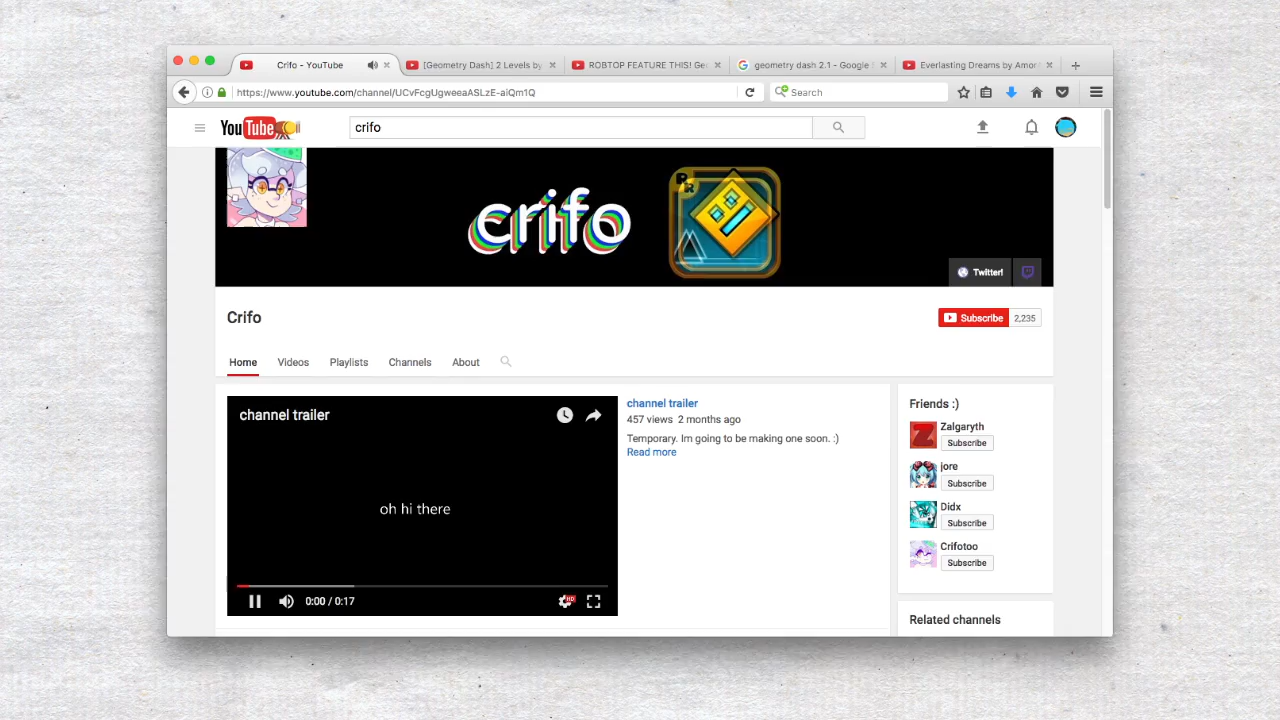 Crifo - YouTube
[Geometry Dash] 2 Levels by
ROBTOP FEATURE THIS! Ge
geometry dash 2.1 - Google
Everlasting Dreams by Amor
https://www.youtube.com/channel/UCvFcgUgweeaASLzE-aiQm1Q
Search
YouTube
crifo
crifo
Twitter!
Crifo
Subscribe 2,235
Home Videos Playlists Channels About
channel trailer
oh hi there
0:00 / 0:17
HD
channel trailer
457 views 2 months ago
Temporary. Im going to be making one soon. :)
Read more
Friends :)
Zalgaryth
Subscribe
jore
Subscribe
Didx
Subscribe
Crifotoo
Subscribe
Related channels